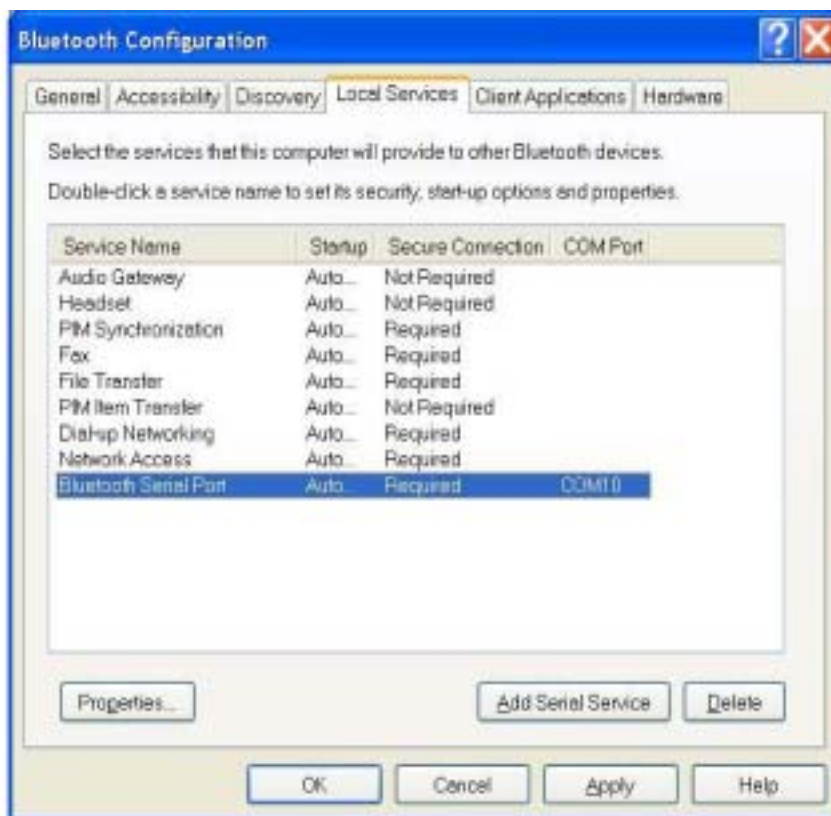 Bluetooth Configuration
General Accessibility Discovery Local Services Client Applications Hardware
Select the services that this computer will provide to other Bluetooth devices.
Double-click a service name to set its security, start-up options and properties.
Service Name Startup Secure Connection COM Port
Audio Gateway Auto... Not Required
Headset Auto... Not Required
PIM Synchronization Auto... Required
Fax Auto... Required
File Transfer Auto... Required
PIM Item Transfer Auto... Not Required
Dial-up Networking Auto... Required
Network Access Auto... Required
Bluetooth Serial Port Auto... Required COM10
Properties... Add Serial Service Delete
OK Cancel Apply Help